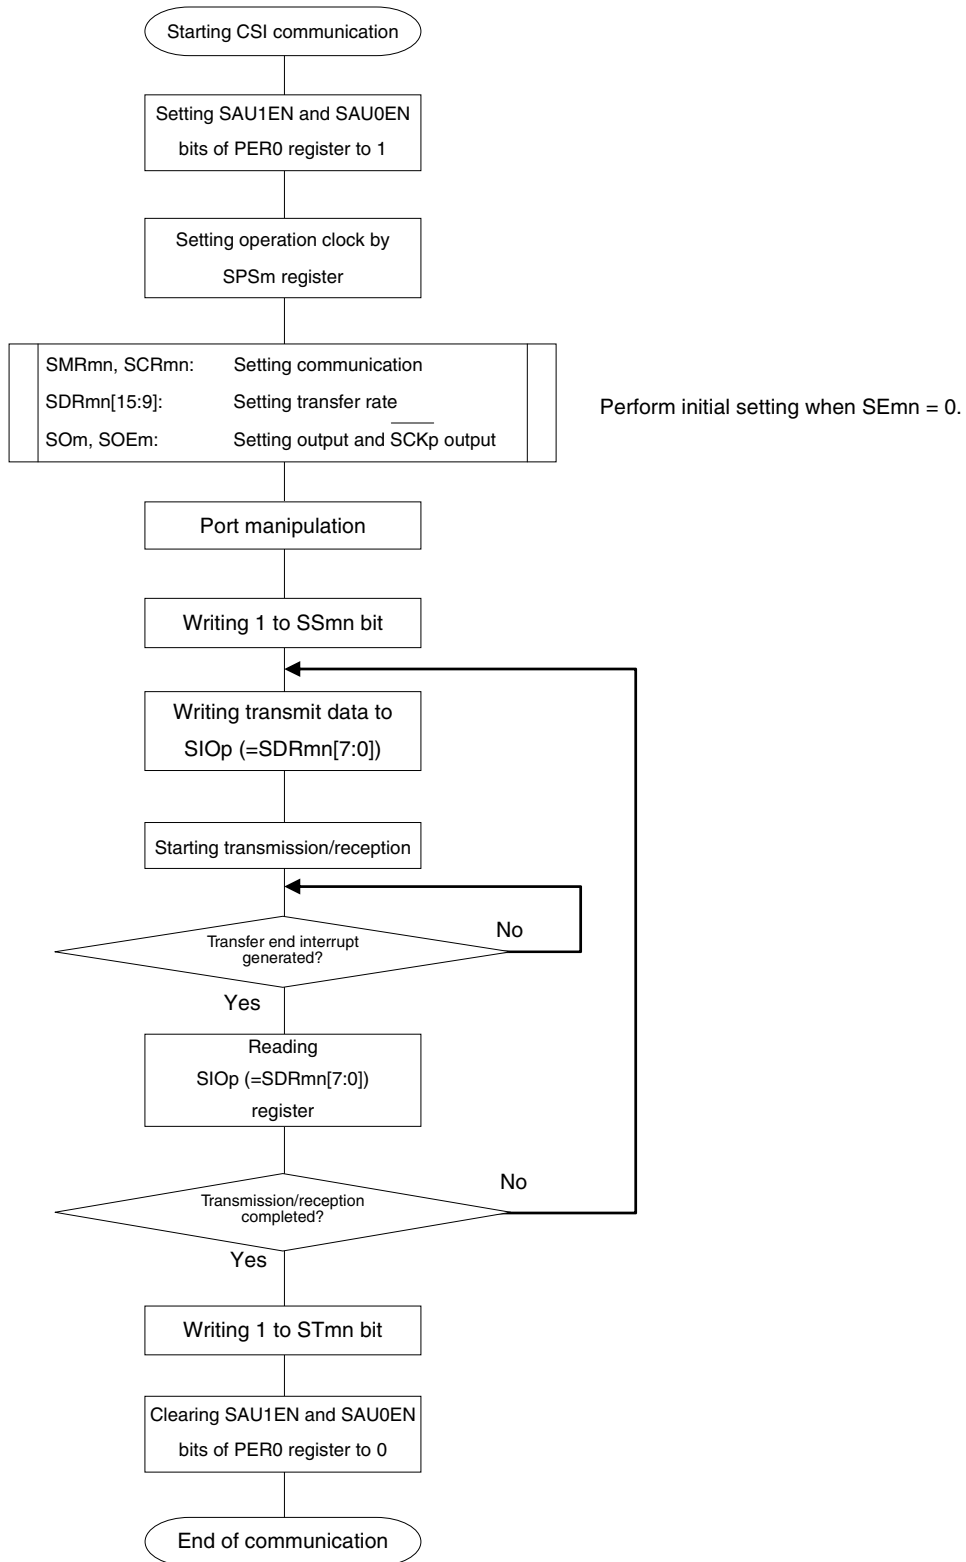 Starting CSI communication
Setting SAU1EN and SAU0EN
bits of PER0 register to 1
Setting operation clock by
SPSm register
SMRmn, SCRmn: Setting communication
SDRmn[15:9]: Setting transfer rate
SOm, SOEm: Setting output and SCKp output
Perform initial setting when SEmn = 0.
Port manipulation
Writing 1 to SSmn bit
Writing transmit data to
SIOp (=SDRmn[7:0])
Starting transmission/reception
Transfer end interrupt
generated?
No
Yes
Reading
SIOp (=SDRmn[7:0])
register
Transmission/reception
completed?
No
Yes
Writing 1 to STmn bit
Clearing SAU1EN and SAU0EN
bits of PER0 register to 0
End of communication